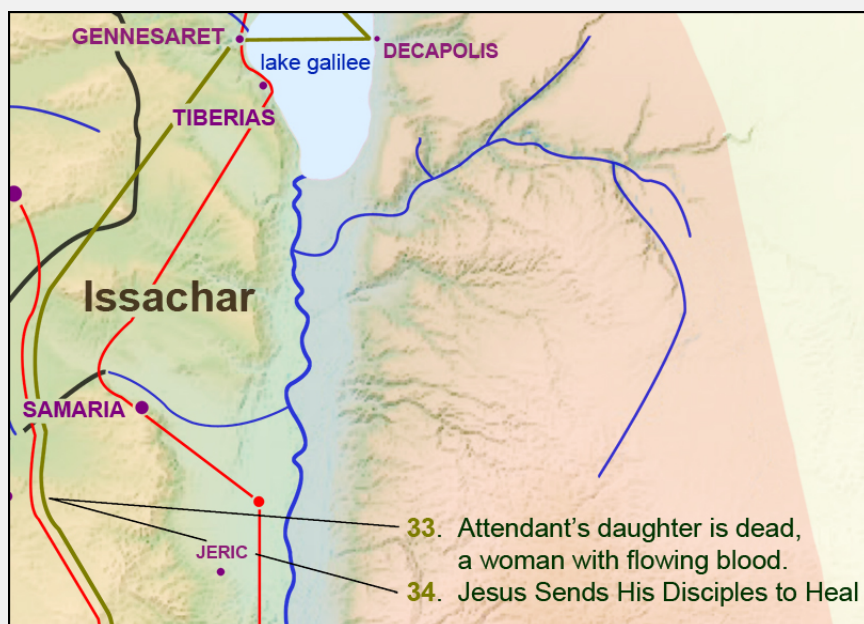 GENNESARET
DECAPOLIS
lake galilee
TIBERIAS
Issachar
SAMARIA
33. Attendant's daughter is dead,
a woman with flowing blood.
JERIC
34. Jesus Sends His Disciples to Heal